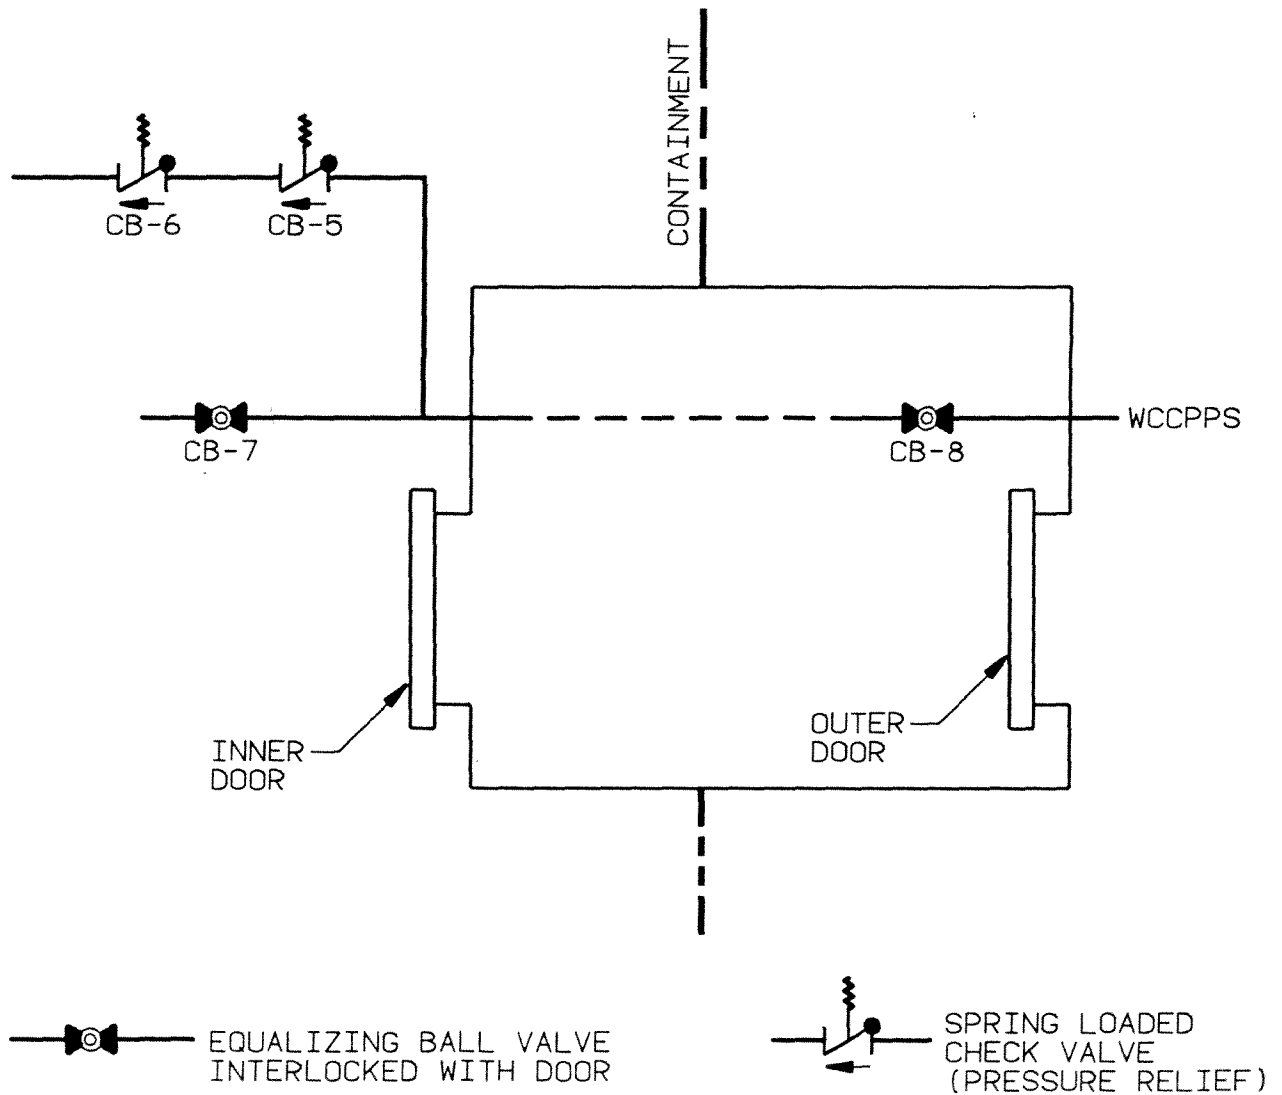 CONTAINMENT
CB-6
CB-5
WCCPPS
CB-7
CB-8
OUTER
DOOR
INNER
DOOR
EQUALIZING BALL VALVE
INTERLOCKED WITH DOOR
SPRING LOADED
CHECK VALVE
(PRESSURE RELIEF)